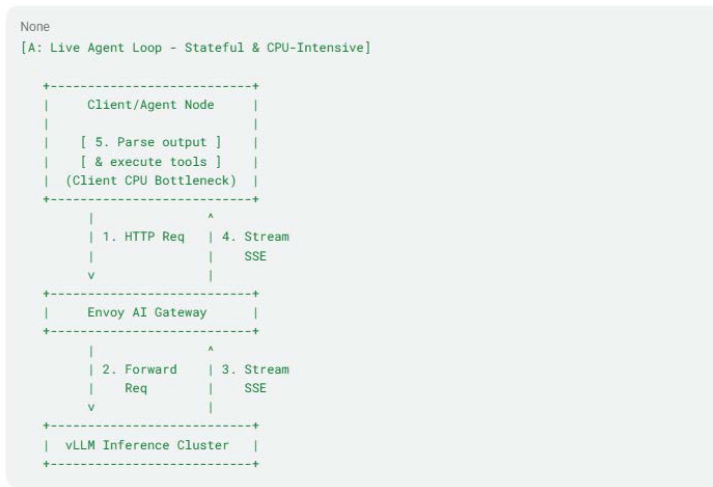 None
[A: Live Agent Loop - Stateful & CPU-Intensive]
+---------------------------+
|     Client/Agent Node     |
|                           |
|    [ 5. Parse output ]    |
|    [ & execute tools ]    |
|  (Client CPU Bottleneck)  |
+---------------------------+
      |               ^
      | 1. HTTP Req   | 4. Stream
      |               |    SSE
      v               |
+---------------------------+
|     Envoy AI Gateway      |
+---------------------------+
      |               ^
      | 2. Forward    | 3. Stream
      |    Req        |    SSE
      v               |
+---------------------------+
|  vLLM Inference Cluster   |
+---------------------------+